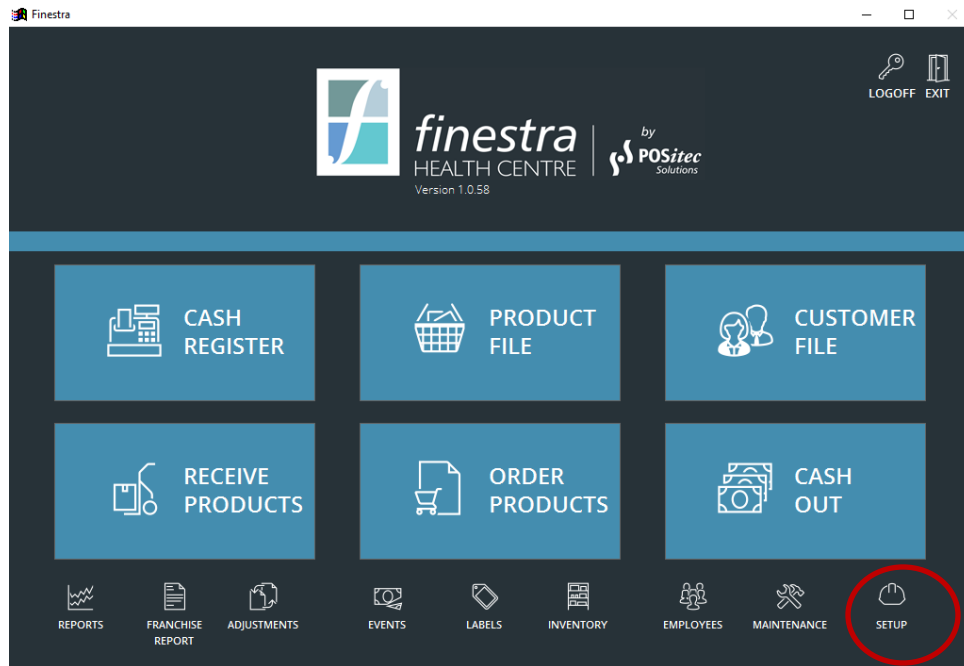 Finestra
LOGOFF EXIT
finestra
HEALTH CENTRE
by
POSitec
Solutions
Version 1.0.58
CASH
REGISTER
PRODUCT
FILE
CUSTOMER
FILE
RECEIVE
PRODUCTS
ORDER
PRODUCTS
CASH
OUT
REPORTS
FRANCHISE
REPORT
ADJUSTMENTS
EVENTS
LABELS
INVENTORY
EMPLOYEES
MAINTENANCE
SETUP